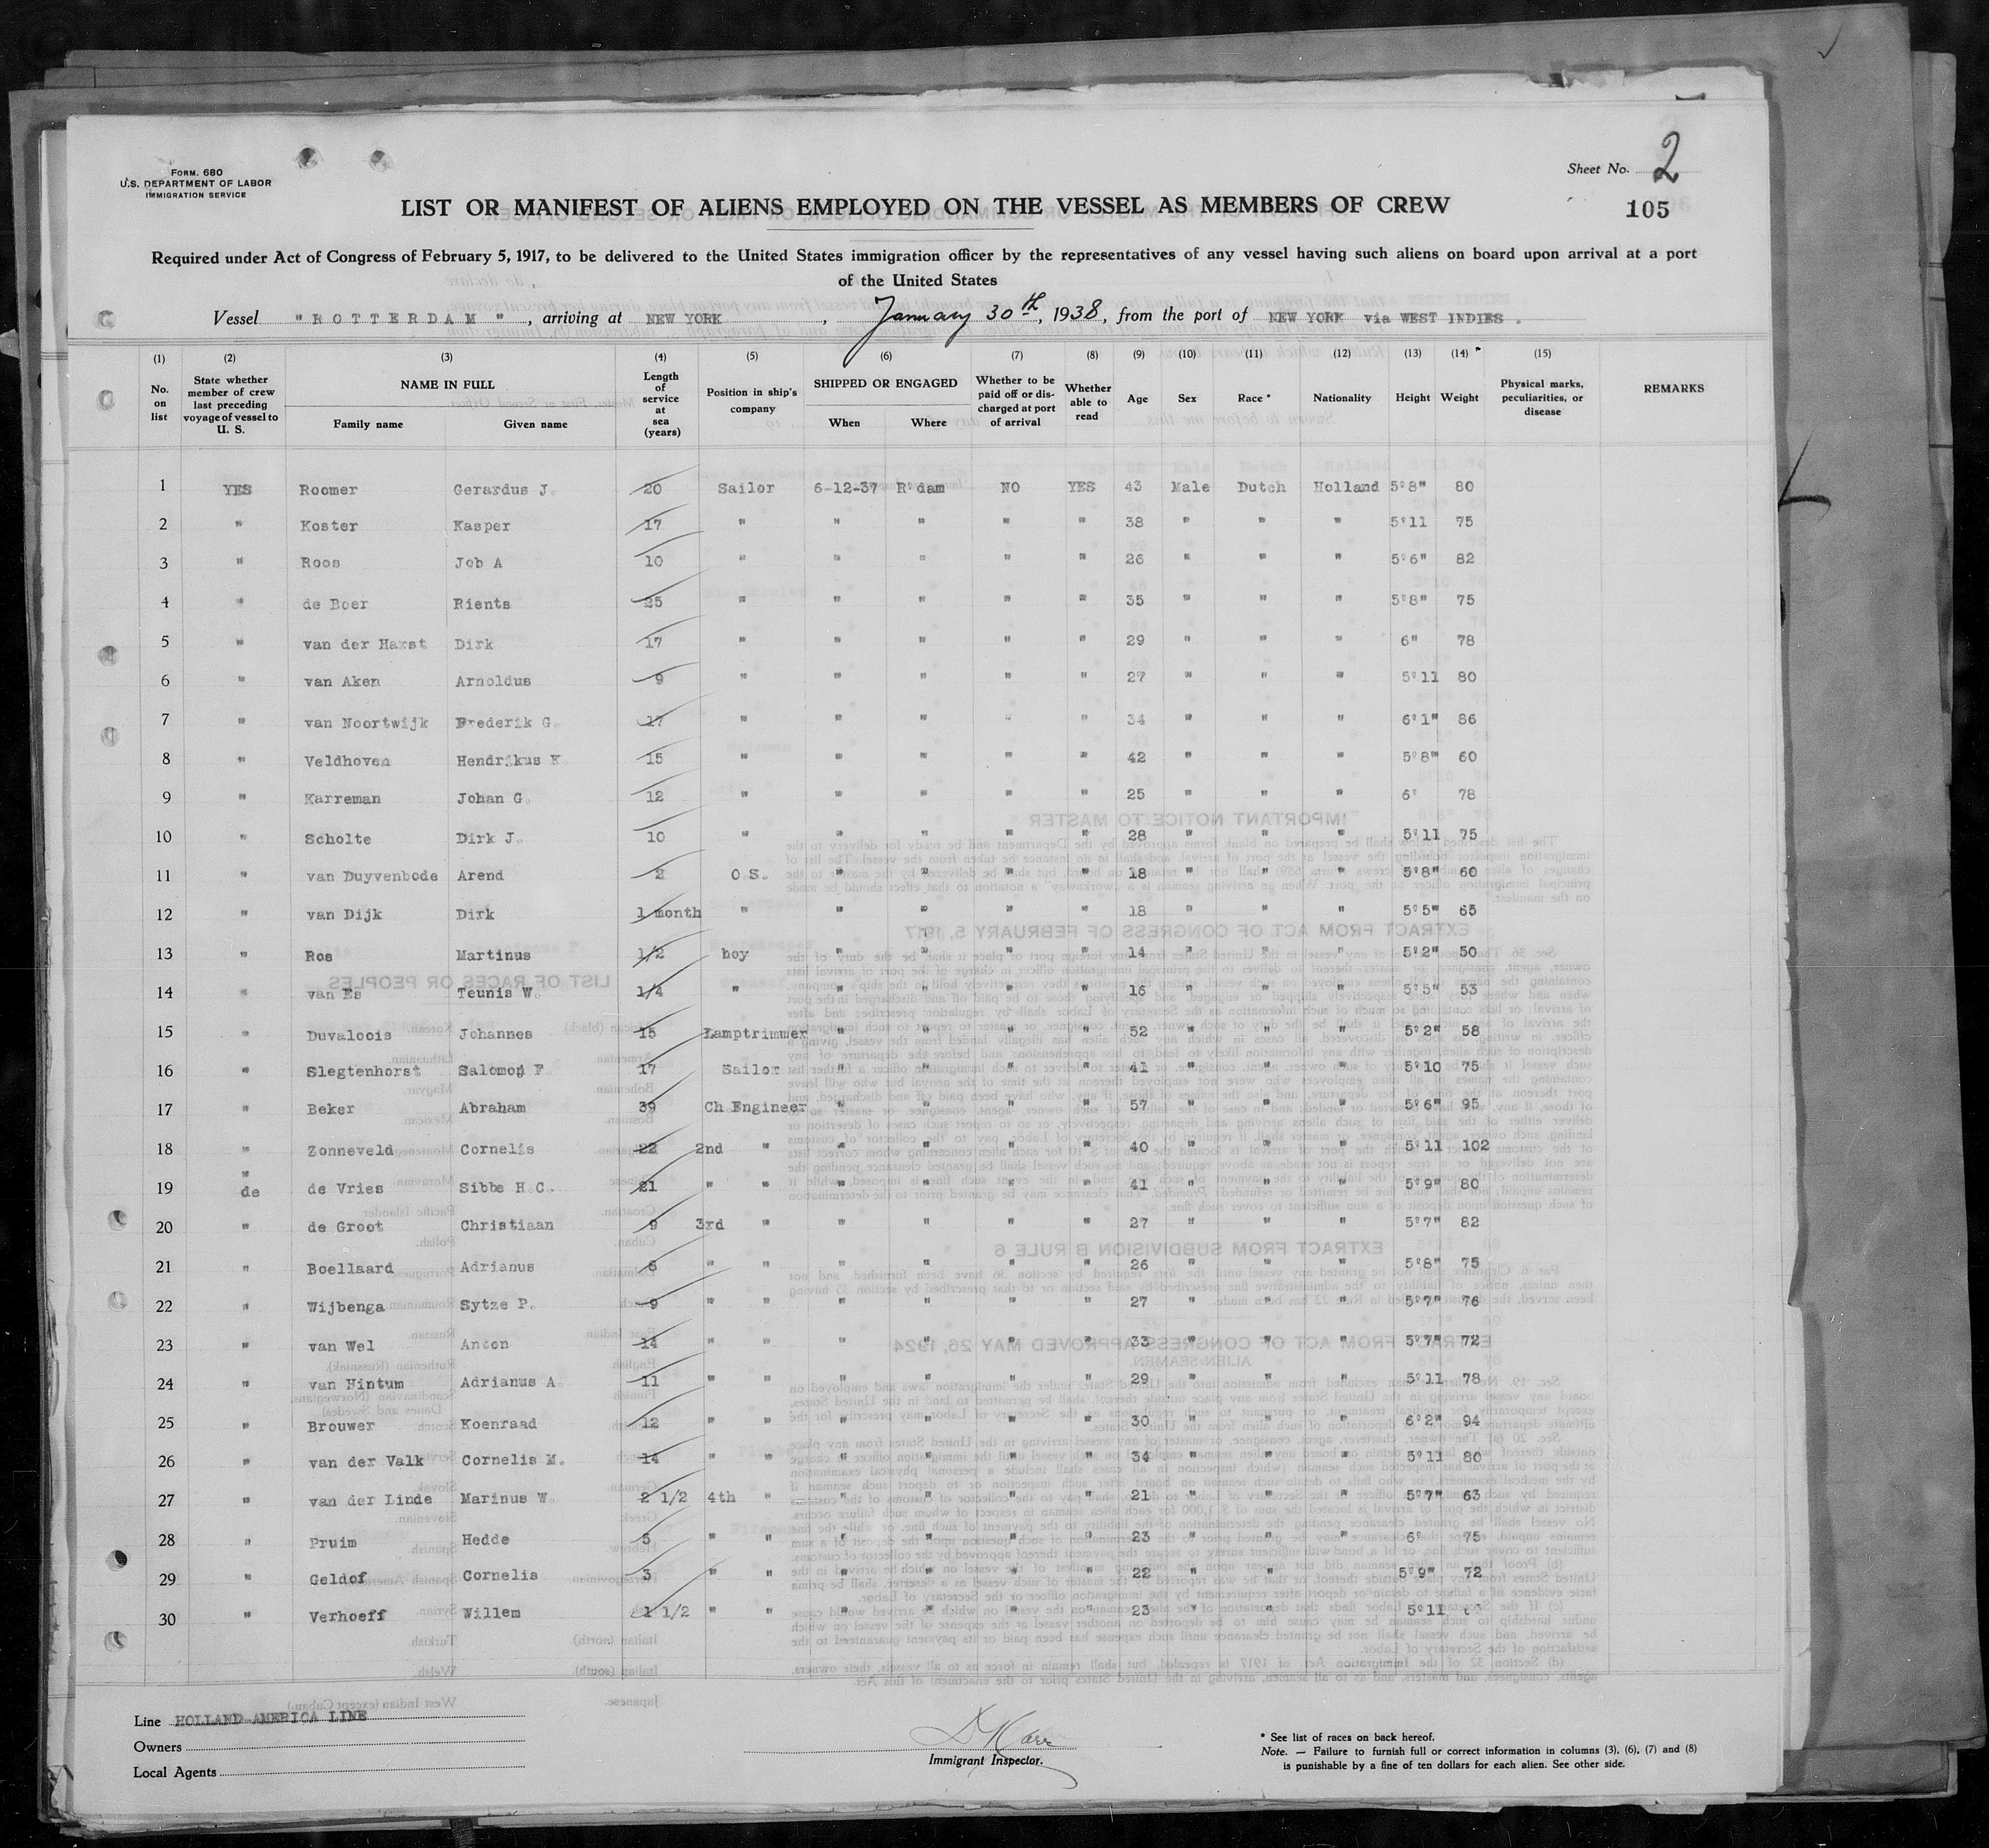 Form. 680
U.S. DEPARTMENT OF LABOR
IMMIGRATION SERVICE
Sheet No. 2
105
LIST OR MANIFEST OF ALIENS EMPLOYED ON THE VESSEL AS MEMBERS OF CREW
Required under Act of Congress of February 5, 1917, to be delivered to the United States immigration officer by the representatives of any vessel having such aliens on board upon arrival at a port
of the United States
Vessel "ROTTERDAM", arriving at NEW YORK, January 30th, 1938, from the port of NEW YORK via WEST INDIES.
(1) No. on list
(2) State whether member of crew last preceding voyage of vessel to U. S.
(3) NAME IN FULL Family name Given name
(4) Length of service at sea (years)
(5) Position in ship's company
(6) SHIPPED OR ENGAGED When Where
(7) Whether to be paid off or discharged at port of arrival
(8) Whether able to read
(9) Age
(10) Sex
(11) Race *
(12) Nationality
(13) Height
(14) Weight
(15) Physical marks, peculiarities, or disease
REMARKS
1 YES Roomer Gerardus J. 20 Sailor 6-12-37 R'dam NO YES 43 Male Dutch Holland 5'8" 80
2 " Koster Kasper 17 " " " " " 38 " " " 5'11 75
3 " Roos Job A 10 " " " " " 26 " " " 5'6" 82
4 " de Boer Rients 25 " " " " " 35 " " " 5'8" 75
5 " van der Harst Dirk 17 " " " " " 29 " " " 6" 78
6 " van Aken Arnoldus 9 " " " " " 27 " " " 5'11 80
7 " van Noortwijk Frederik G. 17 " " " " " 34 " " " 6'1" 86
8 " Veldhoven Hendrikus K 15 " " " " " 42 " " " 5'8" 60
9 " Karreman Johan G. 12 " " " " " 25 " " " 6' 78
10 " Scholte Dirk J. 10 " " " " " 28 " " " 5'11 75
11 " van Duyvenbode Arend 2 O.S. " " " " 18 " " " 5'8" 60
12 " van Dijk Dirk 1 month " " " " " 18 " " " 5'5" 65
13 " Ros Martinus 1/2 boy " " " " 14 " " " 5'2" 50
14 " van Es Teunis W. 1/4 " " " " " 16 " " " 5'5" 53
15 " Duvaloois Johannes 15 Lamptrimmer " " " " 52 " " " 5'2" 58
16 " Slegtenhorst Salomon F. 17 Sailor " " " " 41 " " " 5'10 75
17 " Beker Abraham 39 Ch Engineer " " " " 57 " " " 5'6" 95
18 " Zonneveld Cornelis 22 2nd " " " " " 40 " " " 5'11 102
19 " de de Vries Sibbe H.C. 21 " " " " " " 41 " " " 5'9" 80
20 " de Groot Christiaan 9 3rd " " " " " 27 " " " 5'7" 82
21 " Boellaard Adrianus 6 " " " " " " 26 " " " 5'8" 75
22 " Wijbenga Sytze P. 9 " " " " " " 27 " " " 5'7" 76
23 " van Wel Anton 14 " " " " " " 33 " " " 5'7" 72
24 " van Hintum Adrianus A. 11 " " " " " " 29 " " " 5'11 78
25 " Brouwer Koenraad 12 " " " " " " 30 " " " 6'2" 94
26 " van der Valk Cornelis M. 14 " " " " " " 34 " " " 5'11 80
27 " van der Linde Marinus W. 2 1/2 4th " " " " " 21 " " " 5'7" 63
28 " Pruim Hedde 5 " " " " " " 23 " " " 6' 75
29 " Geldof Cornelis 3 " " " " " " 22 " " " 5'9" 72
30 " Verhoeff Willem 1 1/2 " " " " " " 23 " " " 5'11
Line HOLLAND-AMERICA LINE
Owners
Local Agents
Immigrant Inspector.
* See list of races on back hereof.
Note. — Failure to furnish full or correct information in columns (3), (6), (7) and (8)
is punishable by a fine of ten dollars for each alien. See other side.